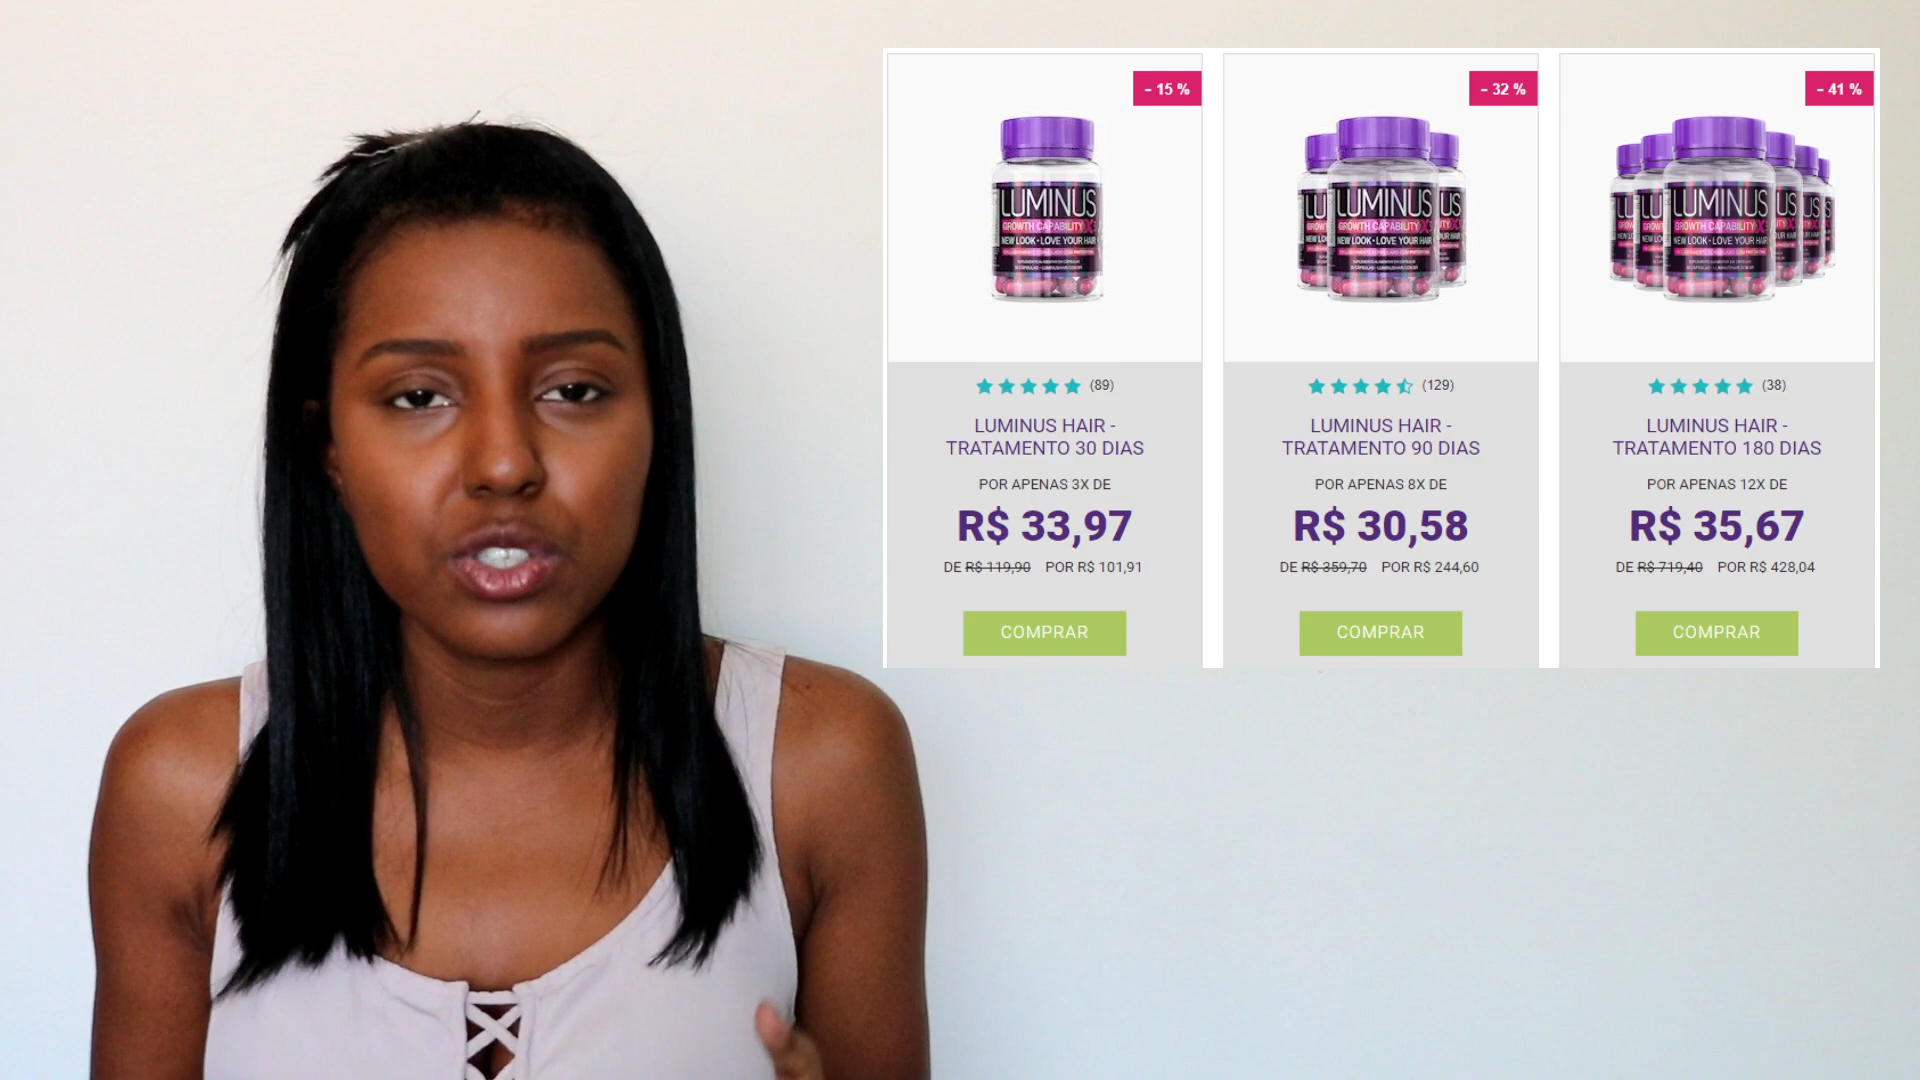 - 15 %
LUMINUS
GROWTH CAPABILITY X3
NEW LOOK • LOVE YOUR HAIR
★★★★★ (89)
LUMINUS HAIR -
TRATAMENTO 30 DIAS
POR APENAS 3X DE
R$ 33,97
DE R$ 119,90 POR R$ 101,91
COMPRAR
- 32 %
LUMINUS
GROWTH CAPABILITY X3
NEW LOOK • LOVE YOUR HAIR
(129)
LUMINUS HAIR -
TRATAMENTO 90 DIAS
POR APENAS 8X DE
R$ 30,58
DE R$ 359,70 POR R$ 244,60
COMPRAR
- 41 %
LUMINUS
GROWTH CAPABILITY X3
NEW LOOK • LOVE YOUR HAIR
(38)
LUMINUS HAIR -
TRATAMENTO 180 DIAS
POR APENAS 12X DE
R$ 35,67
DE R$ 719,40 POR R$ 428,04
COMPRAR